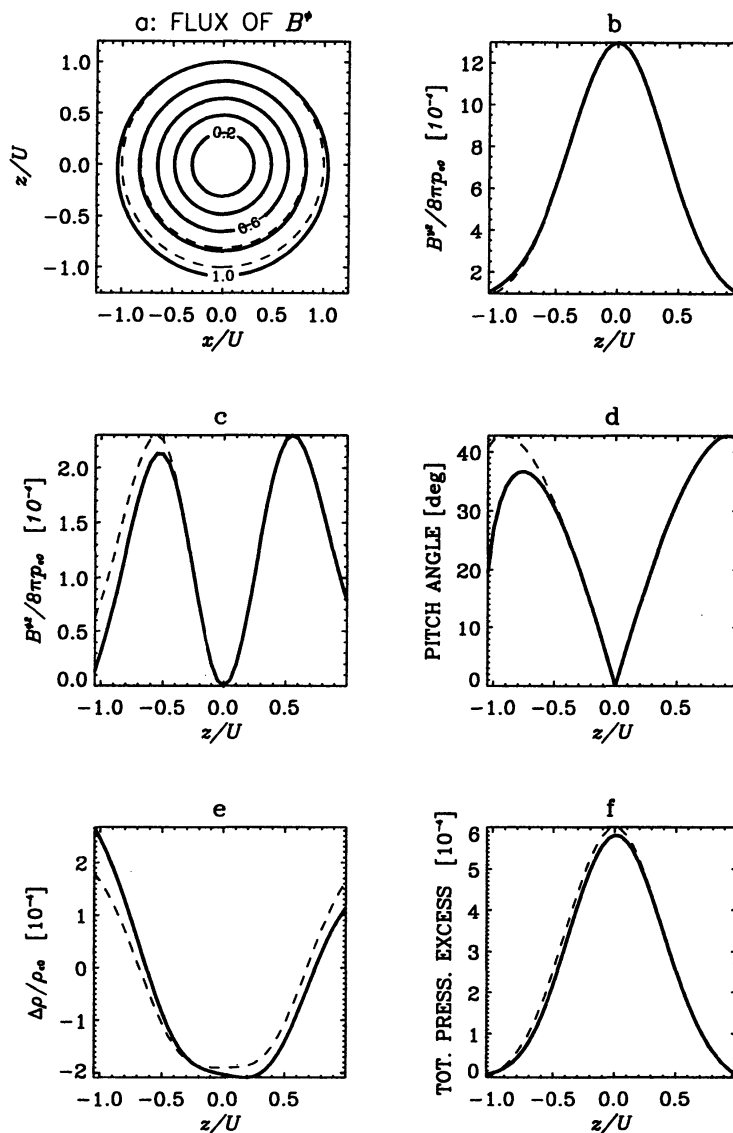 a: FLUX OF B^φ
z/U
1.0
0.5
0.0
−0.5
−1.0
0.2
0.6
1.0
−1.0 −0.5 0.0 0.5 1.0
x/U
b
B^φ²/8πp∞ [10⁻⁴]
12
10
8
6
4
2
−1.0 −0.5 0.0 0.5
z/U
c
/8πp∞ [10⁻⁴]
2.0
1.5
1.0
0.5
0.0
−1.0 −0.5 0.0 0.5
z/U
d
PITCH ANGLE [deg]
40
30
20
10
0
−1.0 −0.5 0.0 0.5
z/U
e
Δρ/ρ∞ [10⁻⁴]
2
1
0
−1
−2
−1.0 −0.5 0.0 0.5
z/U
f
TOT. PRESS. EXCESS
6
5
4
3
2
1
0
−1.0 −0.5 0.0 0.5
z/U